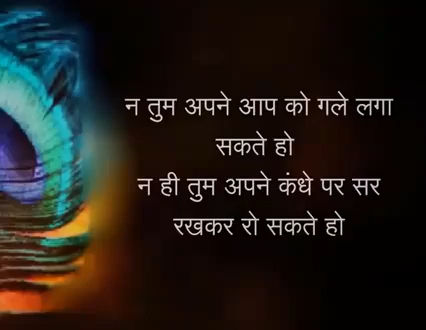 न तुम अपने आप को गले लगा
सकते हो
न ही तुम अपने कंधे पर सर
रखकर रो सकते हो